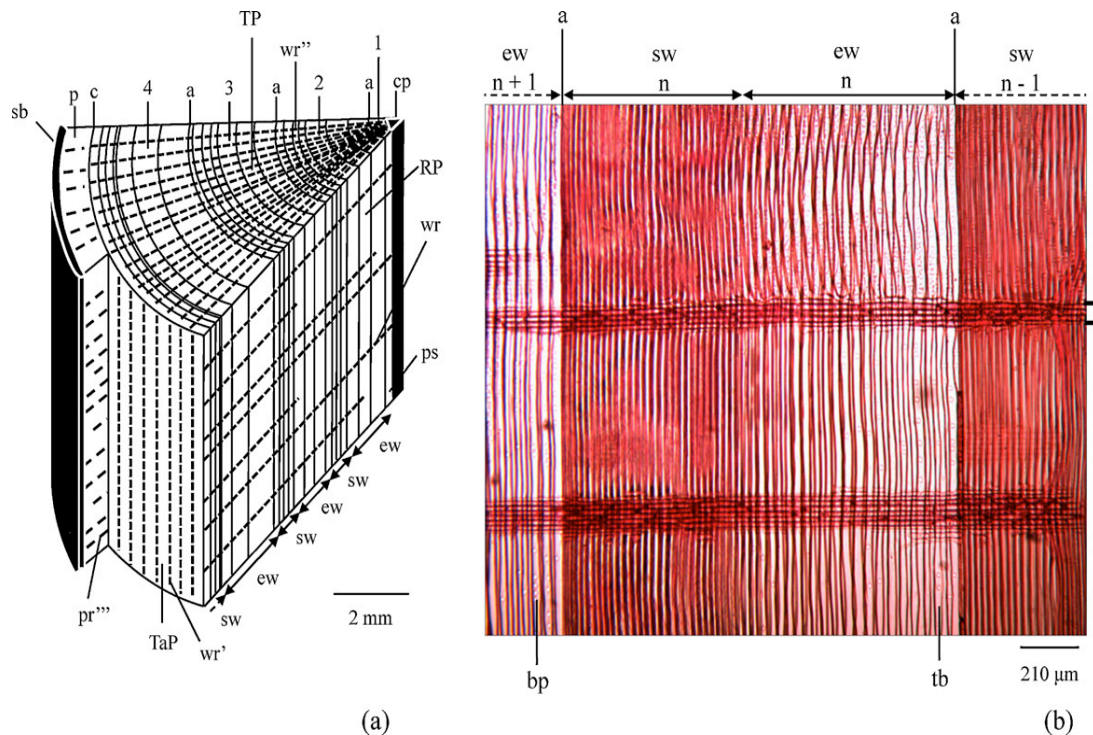 TP
wr”
1
sb
p
c
4
a
3
a
2
a
cp
RP
wr
ps
ew
sw
ew
sw
ew
sw
pr”’
TaP
wr’
2 mm
(a)
a
a
ew
sw
ew
sw
n + 1
n
n
n - 1
bp
tb
210 µm
(b)